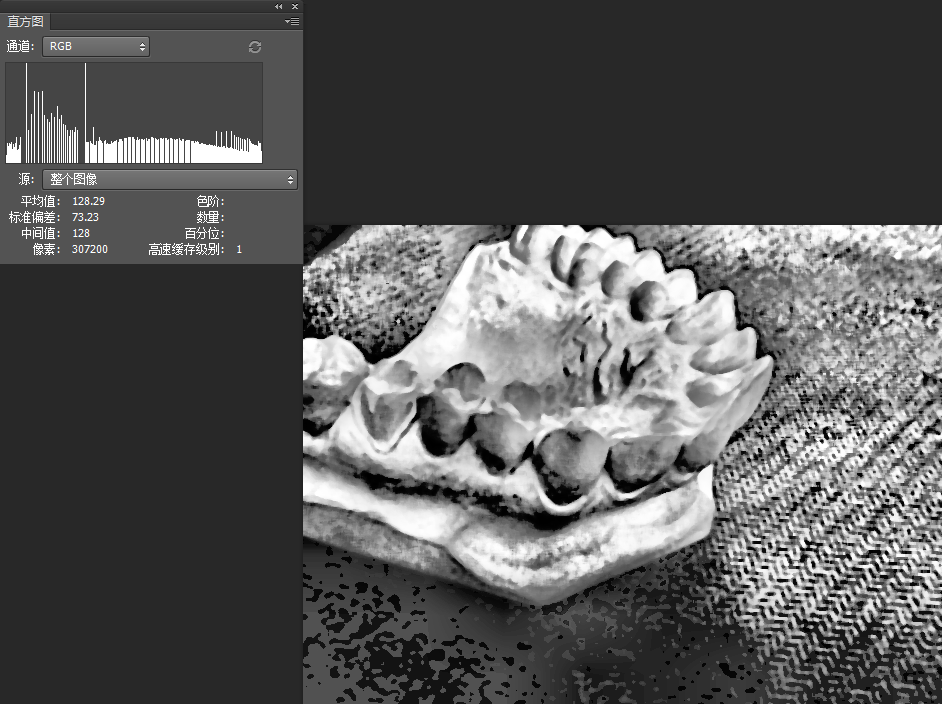 直方图
通道: RGB
源: 整个图像
平均值: 128.29 色阶:
标准偏差: 73.23 数量:
中间值: 128 百分位:
像素: 307200 高速缓存级别: 1